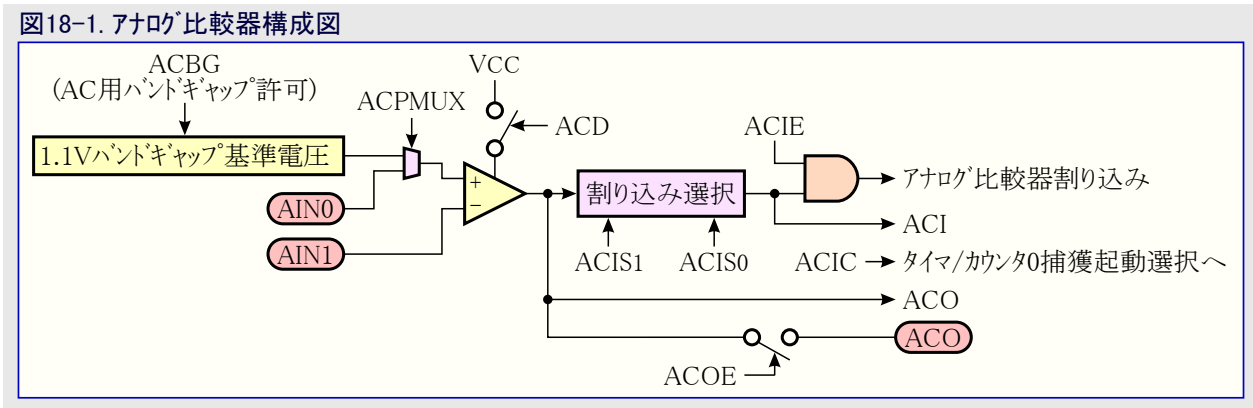 図18-1. アナログ比較器構成図
ACBG
(AC用バンドギャップ許可)
VCC
ACPMUX
ACD
ACIE
1.1Vバンドギャップ基準電圧
+
−
割り込み選択
アナログ比較器割り込み
AIN0
ACI
AIN1
ACIS1
ACIS0
ACIC
タイマ/カウンタ0捕獲起動選択へ
ACO
ACO
ACOE